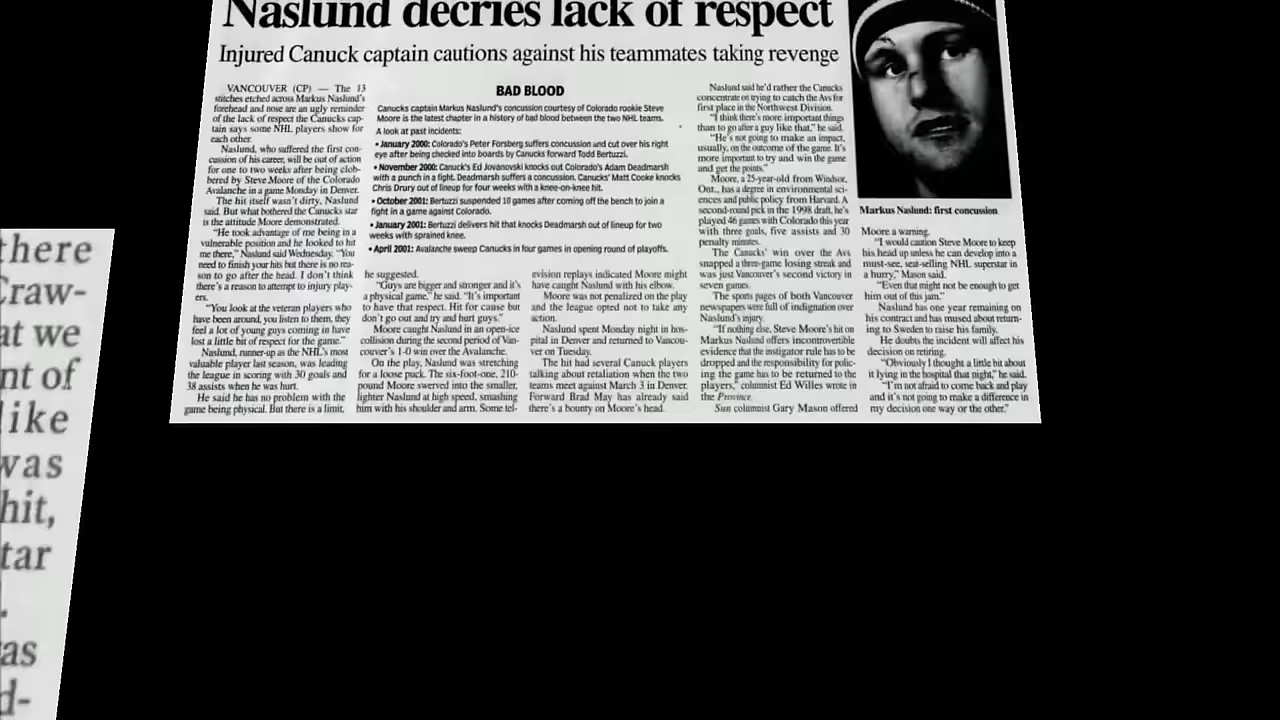 Naslund decries lack of respect
Injured Canuck captain cautions against his teammates taking revenge
VANCOUVER (CP) — The 13
stitches etched across Markus Naslund's
forehead and nose are an ugly reminder
of the lack of respect the Canucks cap-
tain says some NHL players show for
each other.
Naslund, who suffered the first con-
cussion of his career, will be out of action
for one to two weeks after being clob-
bered by Steve Moore of the Colorado
Avalanche in a game Monday in Denver.
The hit itself wasn't dirty, Naslund
said. But what bothered the Canucks star
is the attitude Moore demonstrated.
"He took advantage of me being in a
vulnerable position and he looked to hit
me there," Naslund said Wednesday. "You
need to finish your hits but there is no rea-
son to go after the head. I don't think
there's a reason to attempt to injury play-
ers.
"You look at the veteran players who
have been around, you listen to them, they
feel a lot of young guys coming in have
lost a little bit of respect for the game."
Naslund, runner-up as the NHL's most
valuable player last season, was leading
the league in scoring with 30 goals and
38 assists when he was hurt.
He said he has no problem with the
game being physical. But there is a limit,
BAD BLOOD
Canucks captain Markus Naslund's concussion courtesy of Colorado rookie Steve
Moore is the latest chapter in a history of bad blood between the two NHL teams.
A look at past incidents:
• January 2000: Colorado's Peter Forsberg suffers concussion and cut over his right
eye after being checked into boards by Canucks forward Todd Bertuzzi.
• November 2000: Canuck's Ed Jovanovski knocks out Colorado's Adam Deadmarsh
with a punch in a fight. Deadmarsh suffers a concussion. Canucks' Matt Cooke knocks
Chris Drury out of lineup for four weeks with a knee-on-knee hit.
• October 2001: Bertuzzi suspended 10 games after coming off the bench to join a
fight in a game against Colorado.
• January 2001: Bertuzzi delivers hit that knocks Deadmarsh out of lineup for two
weeks with sprained knee.
• April 2001: Avalanche sweep Canucks in four games in opening round of playoffs.
he suggested.
"Guys are bigger and stronger and it's
a physical game," he said. "It's important
to have that respect. Hit for cause but
don't go out and try and hurt guys."
Moore caught Naslund in an open-ice
collision during the second period of Van-
couver's 1-0 win over the Avalanche.
On the play, Naslund was stretching
for a loose puck. The six-foot-one, 210-
pound Moore swerved into the smaller,
lighter Naslund at high speed, smashing
him with his shoulder and arm. Some tel-
evision replays indicated Moore might
have caught Naslund with his elbow.
Moore was not penalized on the play
and the league opted not to take any
action.
Naslund spent Monday night in hos-
pital in Denver and returned to Vancou-
ver on Tuesday.
The hit had several Canuck players
talking about retaliation when the two
teams meet against March 3 in Denver.
Forward Brad May has already said
there's a bounty on Moore's head.
Naslund said he'd rather the Canucks
concentrate on trying to catch the Avs for
first place in the Northwest Division.
"I think there's more important things
than to go after a guy like that," he said.
"He's not going to make an impact,
usually, on the outcome of the game. It's
more important to try and win the game
and get the points."
Moore, a 25-year-old from Windsor,
Ont., has a degree in environmental sci-
ences and public policy from Harvard. A
second-round pick in the 1998 draft, he's
played 46 games with Colorado this year
with three goals, five assists and 30
penalty minutes.
The Canucks' win over the Avs
snapped a three-game losing streak and
was just Vancouver's second victory in
seven games.
The sports pages of both Vancouver
newspapers were full of indignation over
Naslund's injury.
"If nothing else, Steve Moore's hit on
Markus Naslund offers incontrovertible
evidence that the instigator rule has to be
dropped and the responsibility for polic-
ing the game has to be returned to the
players," columnist Ed Willes wrote in
the Province.
Sun columnist Gary Mason offered
Markus Naslund: first concussion
Moore a warning.
"I would caution Steve Moore to keep
his head up unless he can develop into a
must-see, seat-selling NHL superstar in
a hurry," Mason said.
"Even that might not be enough to get
him out of this jam."
Naslund has one year remaining on
his contract and has mused about return-
ing to Sweden to raise his family.
He doubts the incident will affect his
decision on retiring.
"Obviously I thought a little bit about
it lying in the hospital that night," he said.
"I'm not afraid to come back and play
and it's not going to make a difference in
my decision one way or the other."
there
Craw-
at we
nt of
like
was
hit,
tar
as
d-